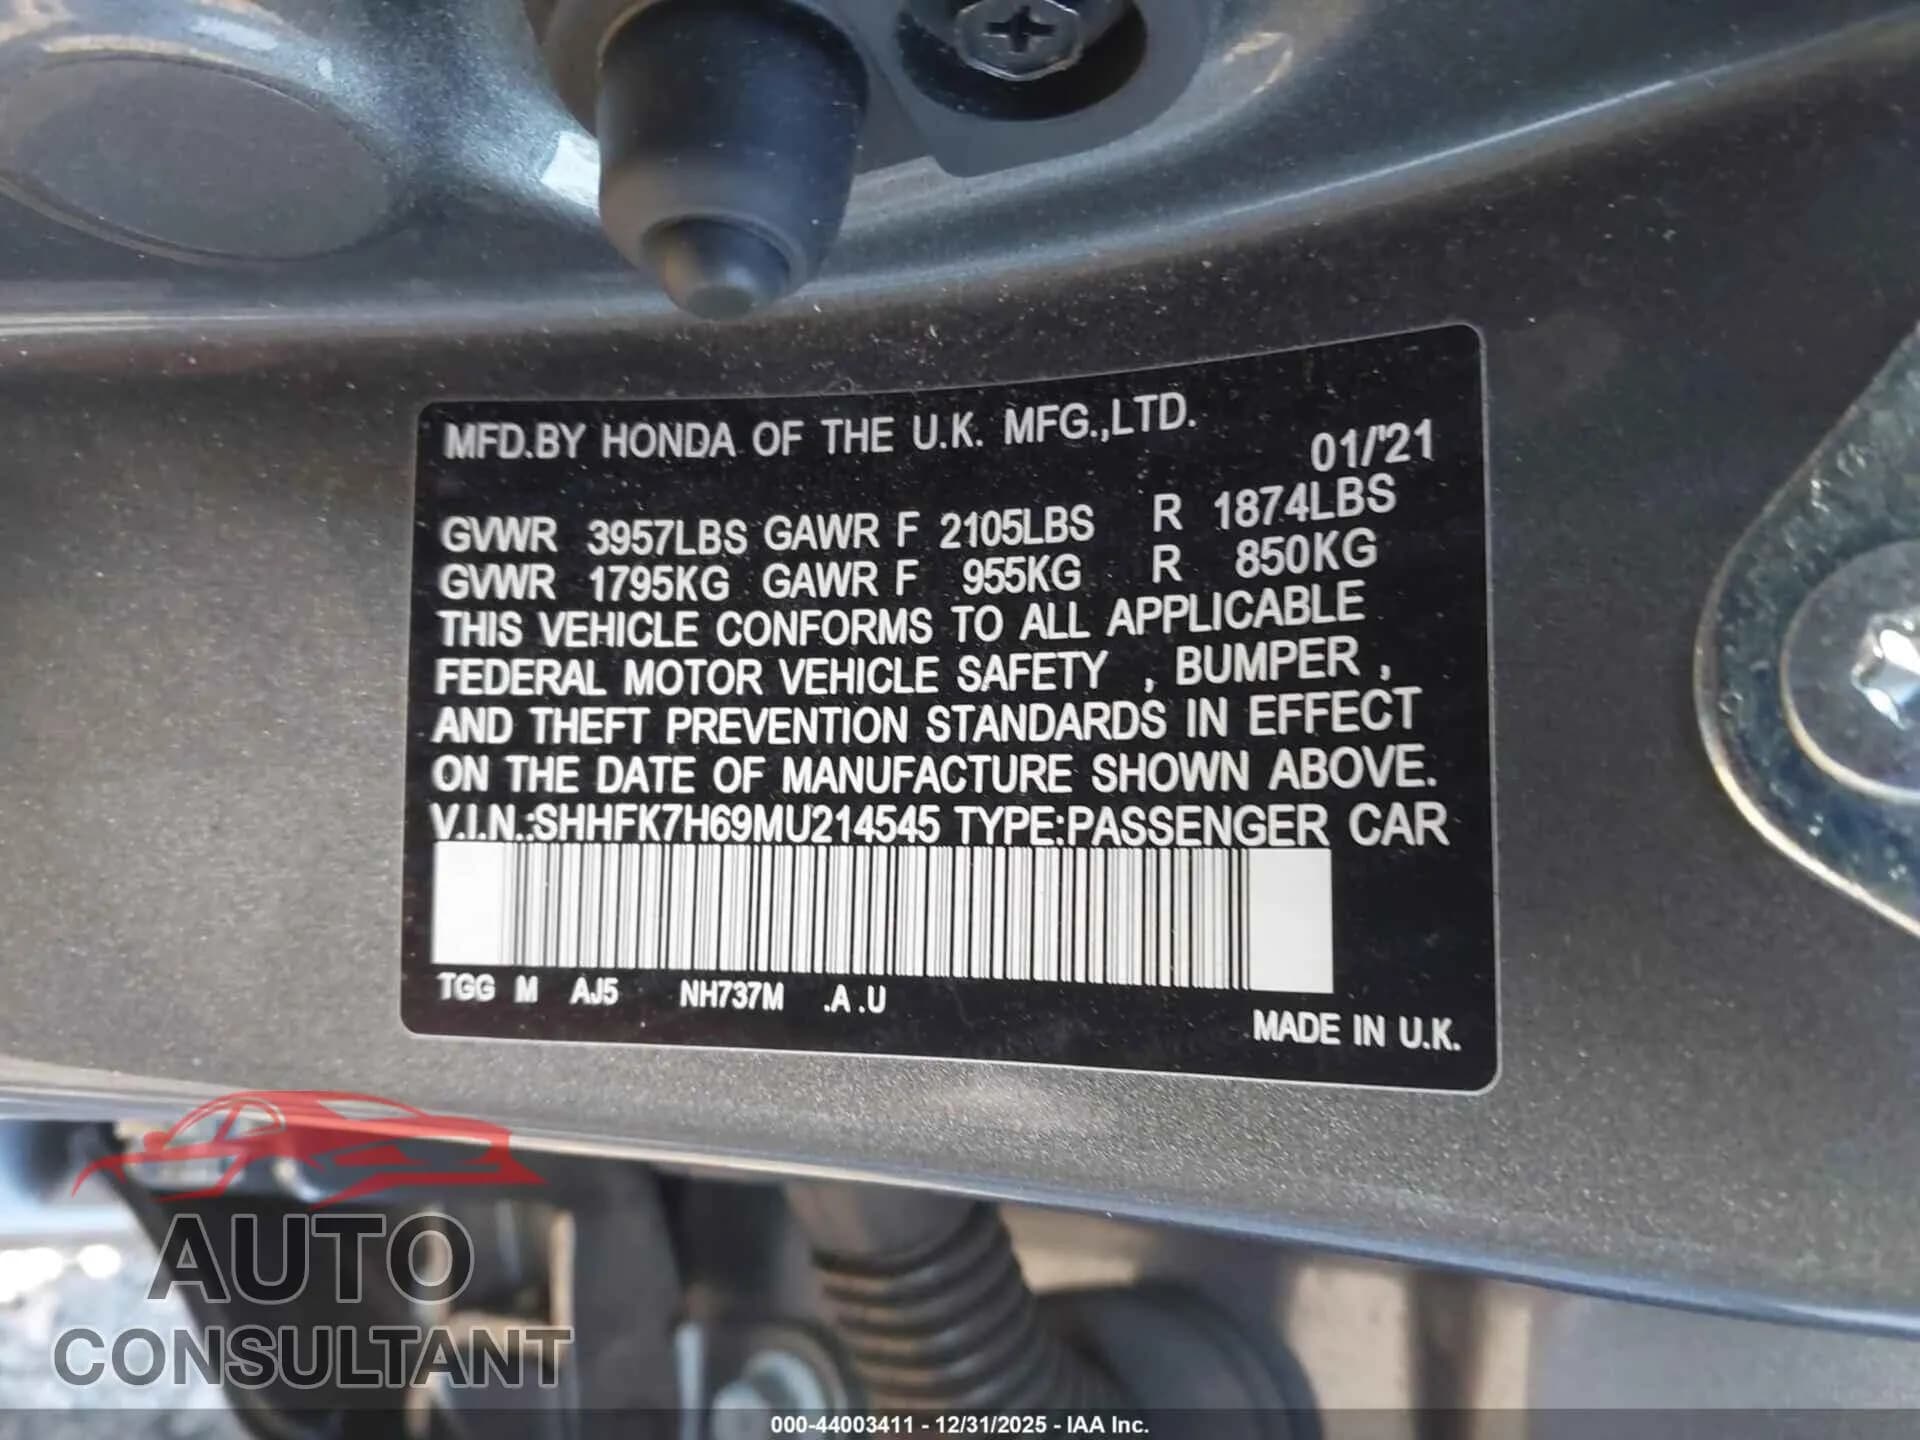 MFD.BY HONDA OF THE U.K. MFG.,LTD.
01/'21
GVWR 3957LBS GAWR F 2105LBS R 1874LBS
GVWR 1795KG GAWR F 955KG R 850KG
THIS VEHICLE CONFORMS TO ALL APPLICABLE
FEDERAL MOTOR VEHICLE SAFETY , BUMPER ,
AND THEFT PREVENTION STANDARDS IN EFFECT
ON THE DATE OF MANUFACTURE SHOWN ABOVE.
V.I.N.:SHHFK7H69MU214545 TYPE:PASSENGER CAR
TGG M AJ5 NH737M .A .U
MADE IN U.K.
AUTO
CONSULTANT
000-44003411 - 12/31/2025 - IAA Inc.